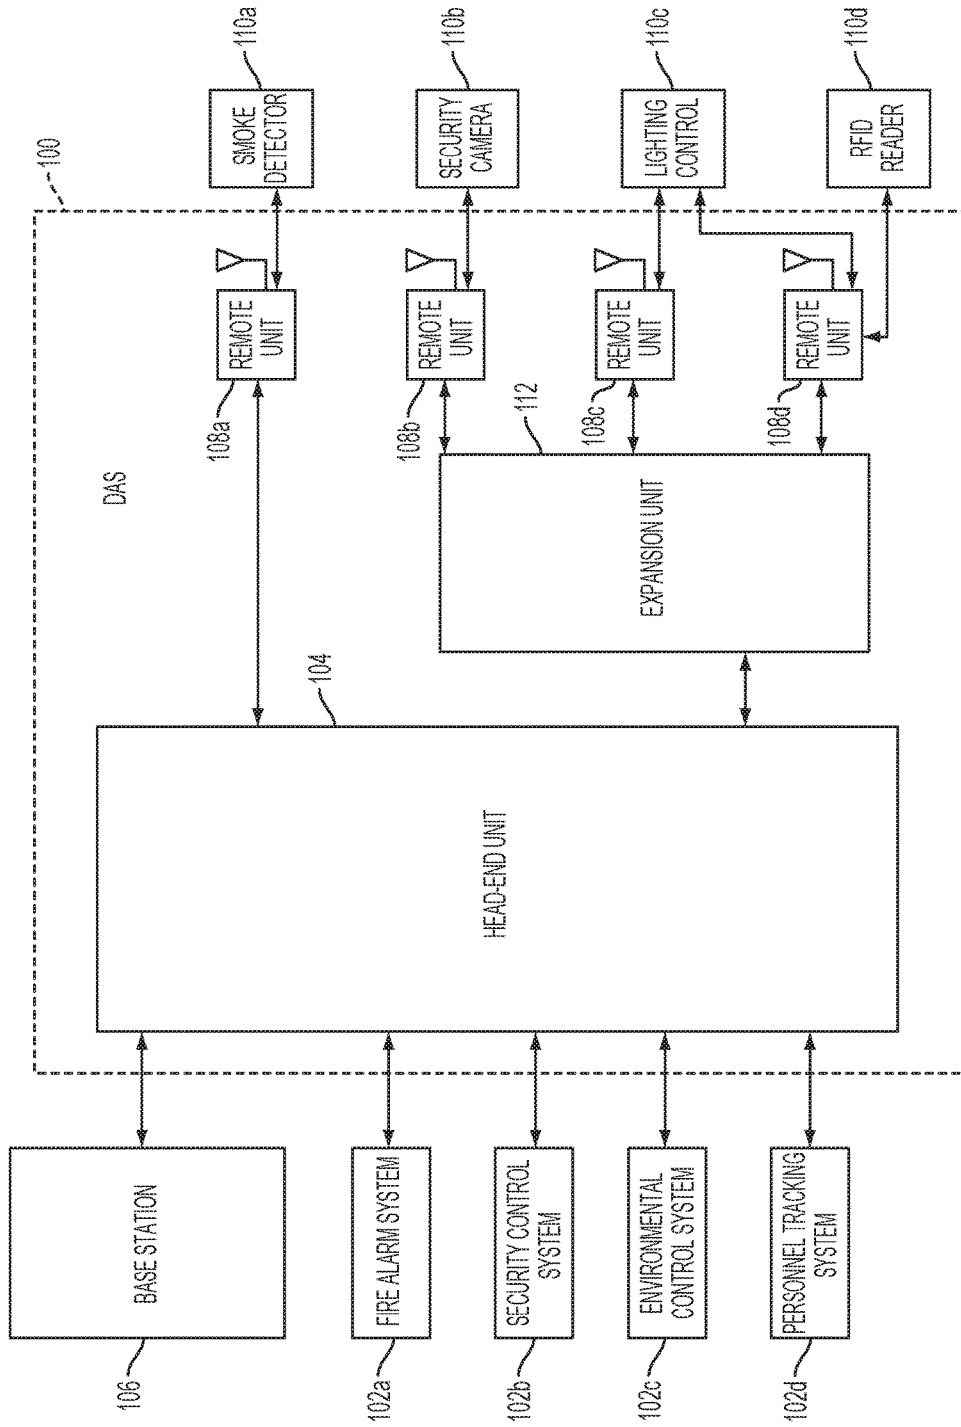 100
DAS
106
BASE STATION
102a
FIRE ALARM SYSTEM
102b
SECURITY CONTROL
SYSTEM
102c
ENVIRONMENTAL
CONTROL SYSTEM
102d
PERSONNEL TRACKING
SYSTEM
HEAD-END UNIT
104
EXPANSION UNIT
112
108a
REMOTE
UNIT
108b
REMOTE
UNIT
108c
REMOTE
UNIT
108d
REMOTE
UNIT
SMOKE
DETECTOR
110a
SECURITY
CAMERA
110b
LIGHTING
CONTROL
110c
RFID
READER
110d